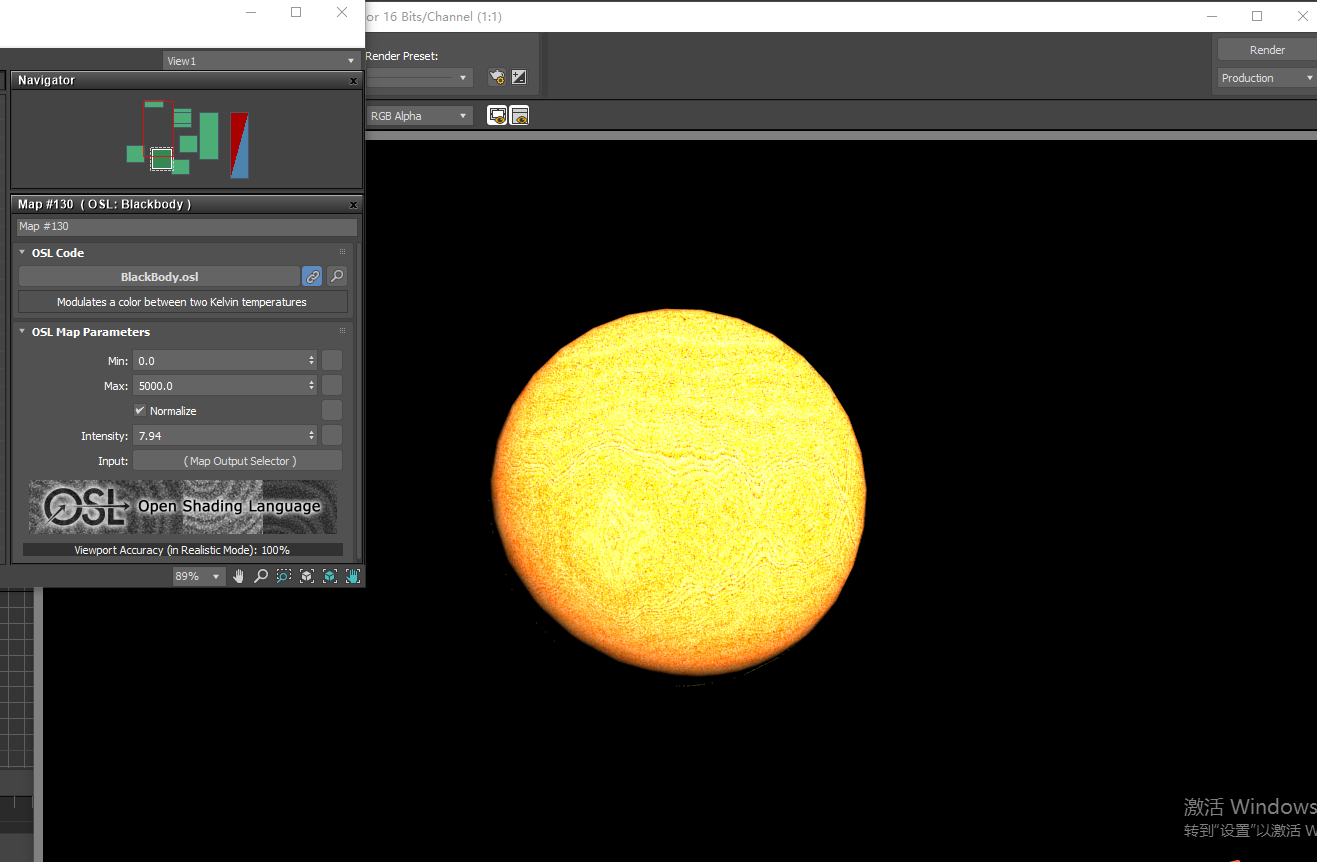 or 16 Bits/Channel (1:1)
View1
Render Preset:
Render
Production
Navigator
RGB Alpha
Map #130 ( OSL: Blackbody )
Map #130
OSL Code
BlackBody.osl
Modulates a color between two Kelvin temperatures
OSL Map Parameters
Min: 0.0
Max: 5000.0
Normalize
Intensity: 7.94
Input: ( Map Output Selector )
OSL Open Shading Language
Viewport Accuracy (in Realistic Mode): 100%
89%
激活 Windows
转到"设置"以激活 W